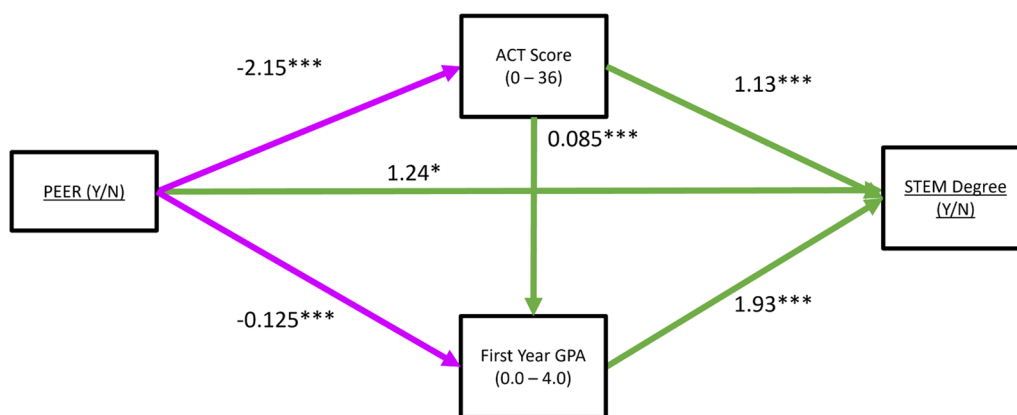 ACT Score
(0 – 36)
-2.15***
1.13***
0.085***
PEER (Y/N)
1.24*
STEM Degree
(Y/N)
-0.125***
1.93***
First Year GPA
(0.0 – 4.0)